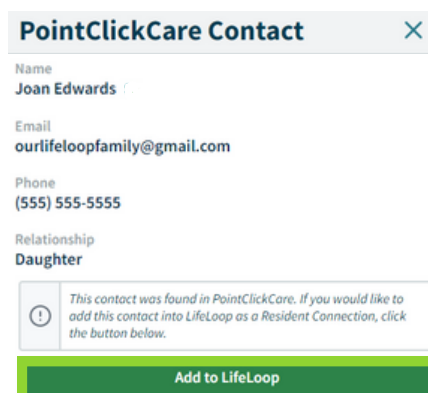 PointClickCare Contact
Name
Joan Edwards
Email
ourlifeloopfamily@gmail.com
Phone
(555) 555-5555
Relationship
Daughter
This contact was found in PointClickCare. If you would like to
add this contact into LifeLoop as a Resident Connection, click
the button below.
Add to LifeLoop